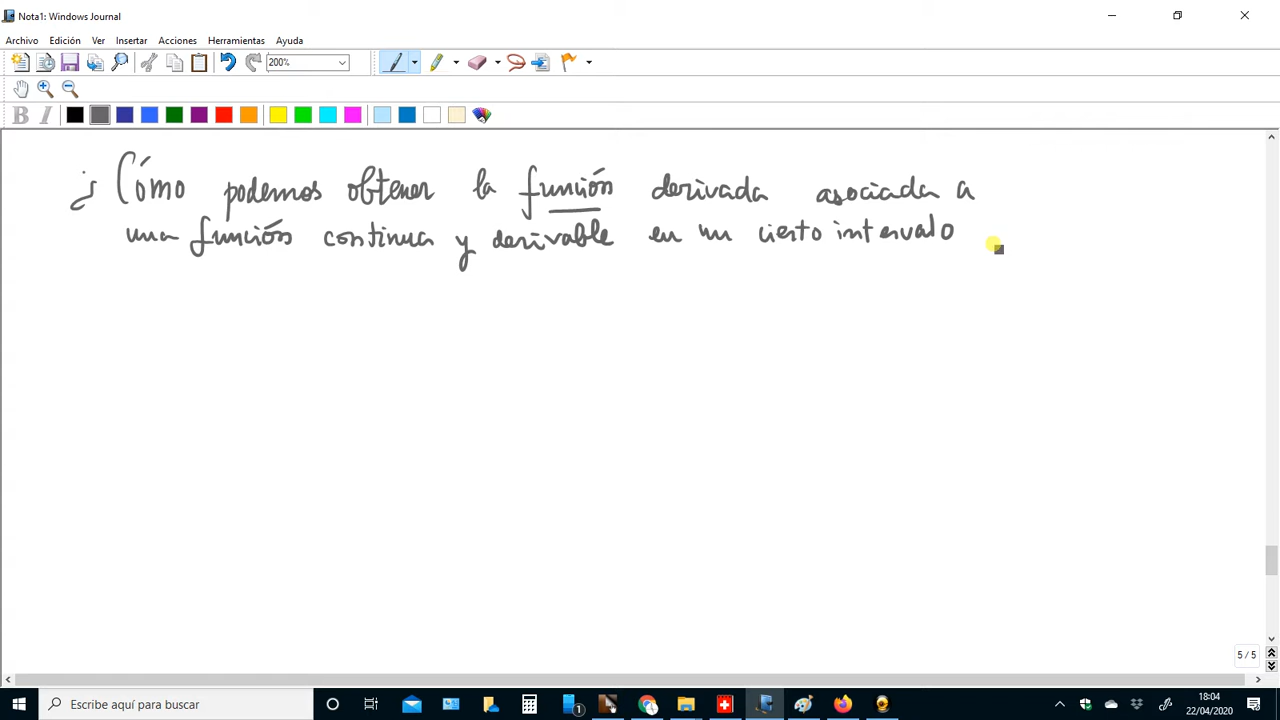 Nota1: Windows Journal
Archivo Edición Ver Insertar Acciones Herramientas Ayuda
200%
B I
¿Cómo podemos obtener la función derivada asociada a
una función continua y derivable en un cierto intervalo
5 / 5
Escribe aquí para buscar
1
18:04
22/04/2020